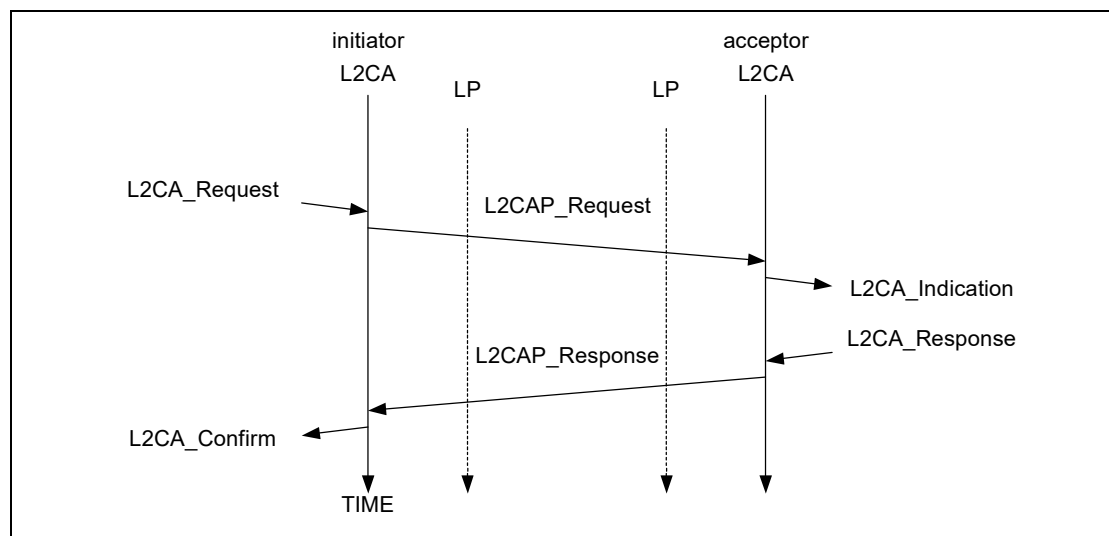 initiator
acceptor
L2CA
L2CA
LP
LP
L2CA_Request
L2CAP_Request
L2CA_Indication
L2CA_Response
L2CAP_Response
L2CA_Confirm
TIME